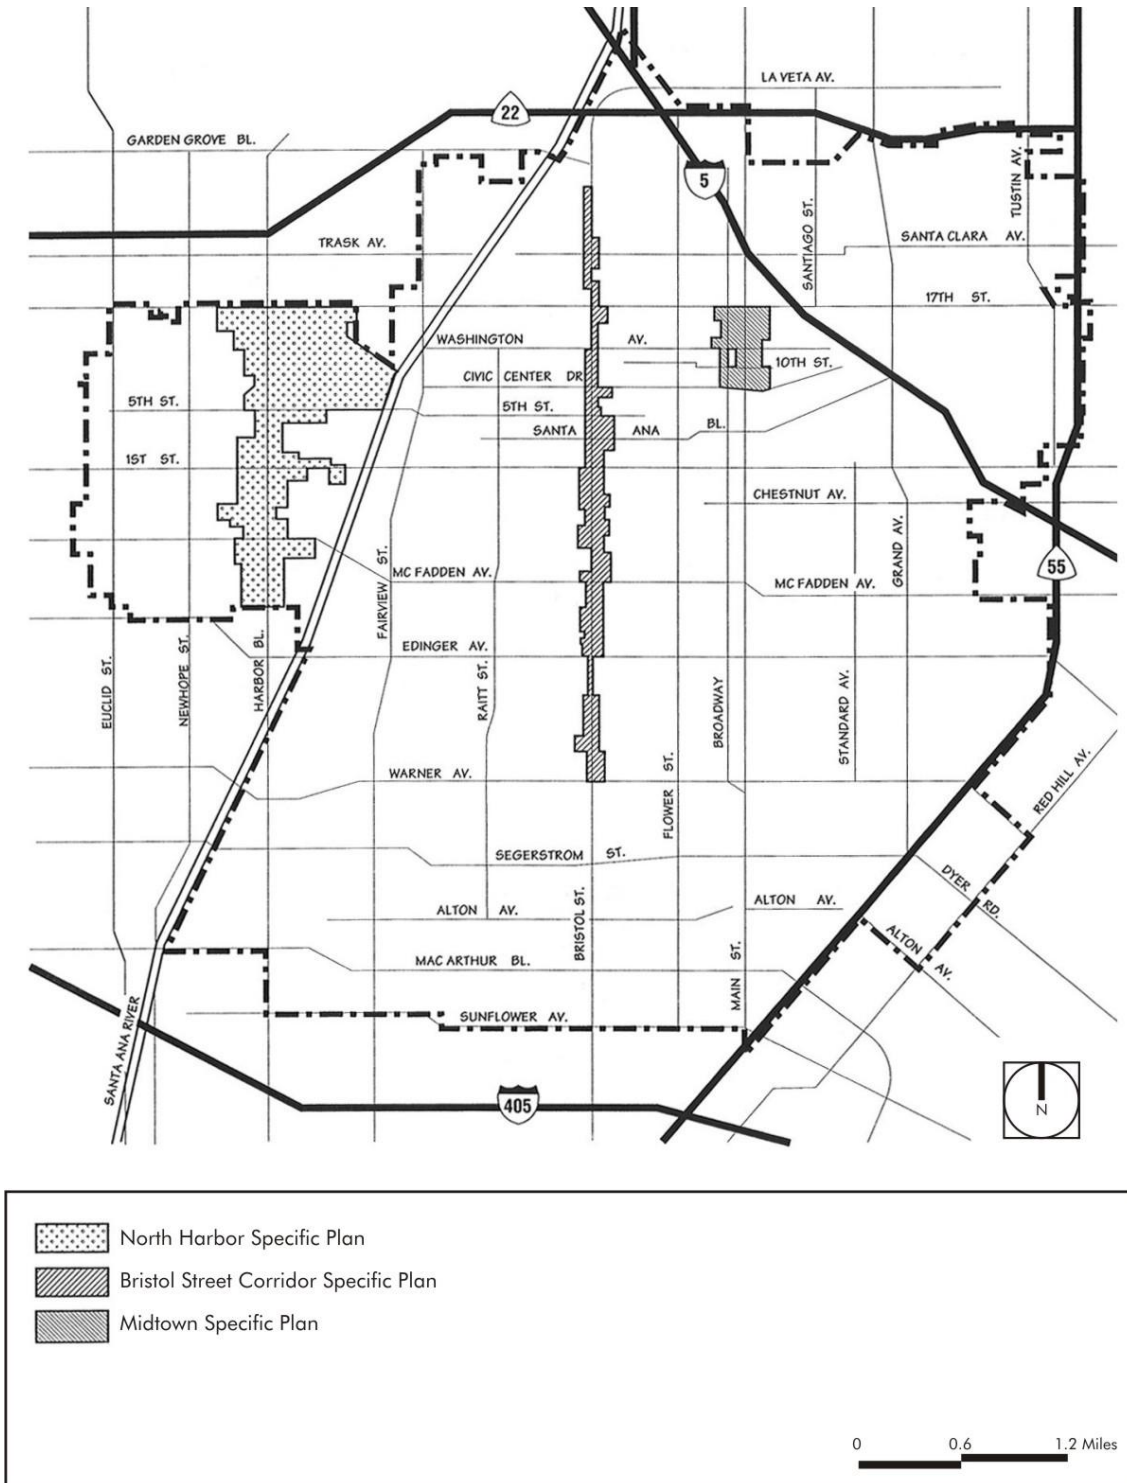 LA VETA AV.
22
GARDEN GROVE BL.
5
TUSTIN AV.
SANTIAGO ST.
TRASK AV.
SANTA CLARA AV.
17TH ST.
WASHINGTON AV.
10TH ST.
CIVIC CENTER DR
5TH ST.
5TH ST.
SANTA ANA BL.
1ST ST.
CHESTNUT AV.
GRAND AV.
FAIRVIEW ST.
55
MC FADDEN AV.
MC FADDEN AV.
EDINGER AV.
EUCLID ST.
NEWHOPE ST.
HARBOR BL.
RAITT ST.
BROADWAY
STANDARD AV.
WARNER AV.
FLOWER ST.
RED HILL AV.
SEGERSTROM ST.
DYER RD.
ALTON AV.
BRISTOL ST.
ALTON AV.
ALTON AV.
MAC ARTHUR BL.
MAIN ST.
SUNFLOWER AV.
SANTA ANA RIVER
405
N
North Harbor Specific Plan
Bristol Street Corridor Specific Plan
Midtown Specific Plan
0 0.6 1.2 Miles